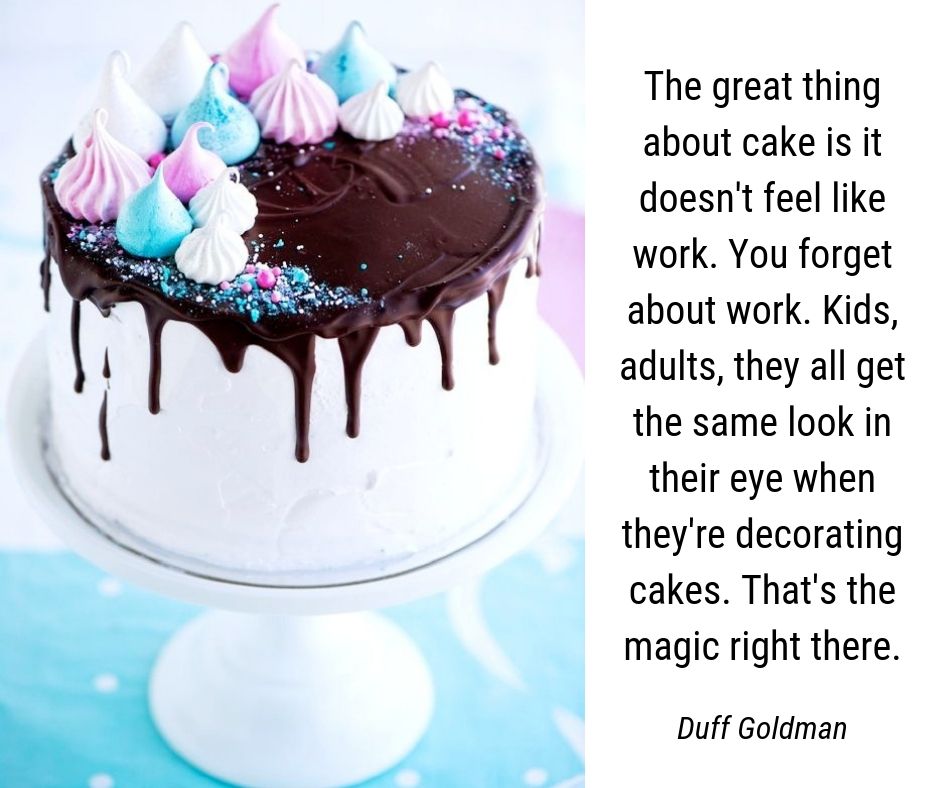 The great thing
about cake is it
doesn't feel like
work. You forget
about work. Kids,
adults, they all get
the same look in
their eye when
they're decorating
cakes. That's the
magic right there.
Duff Goldman